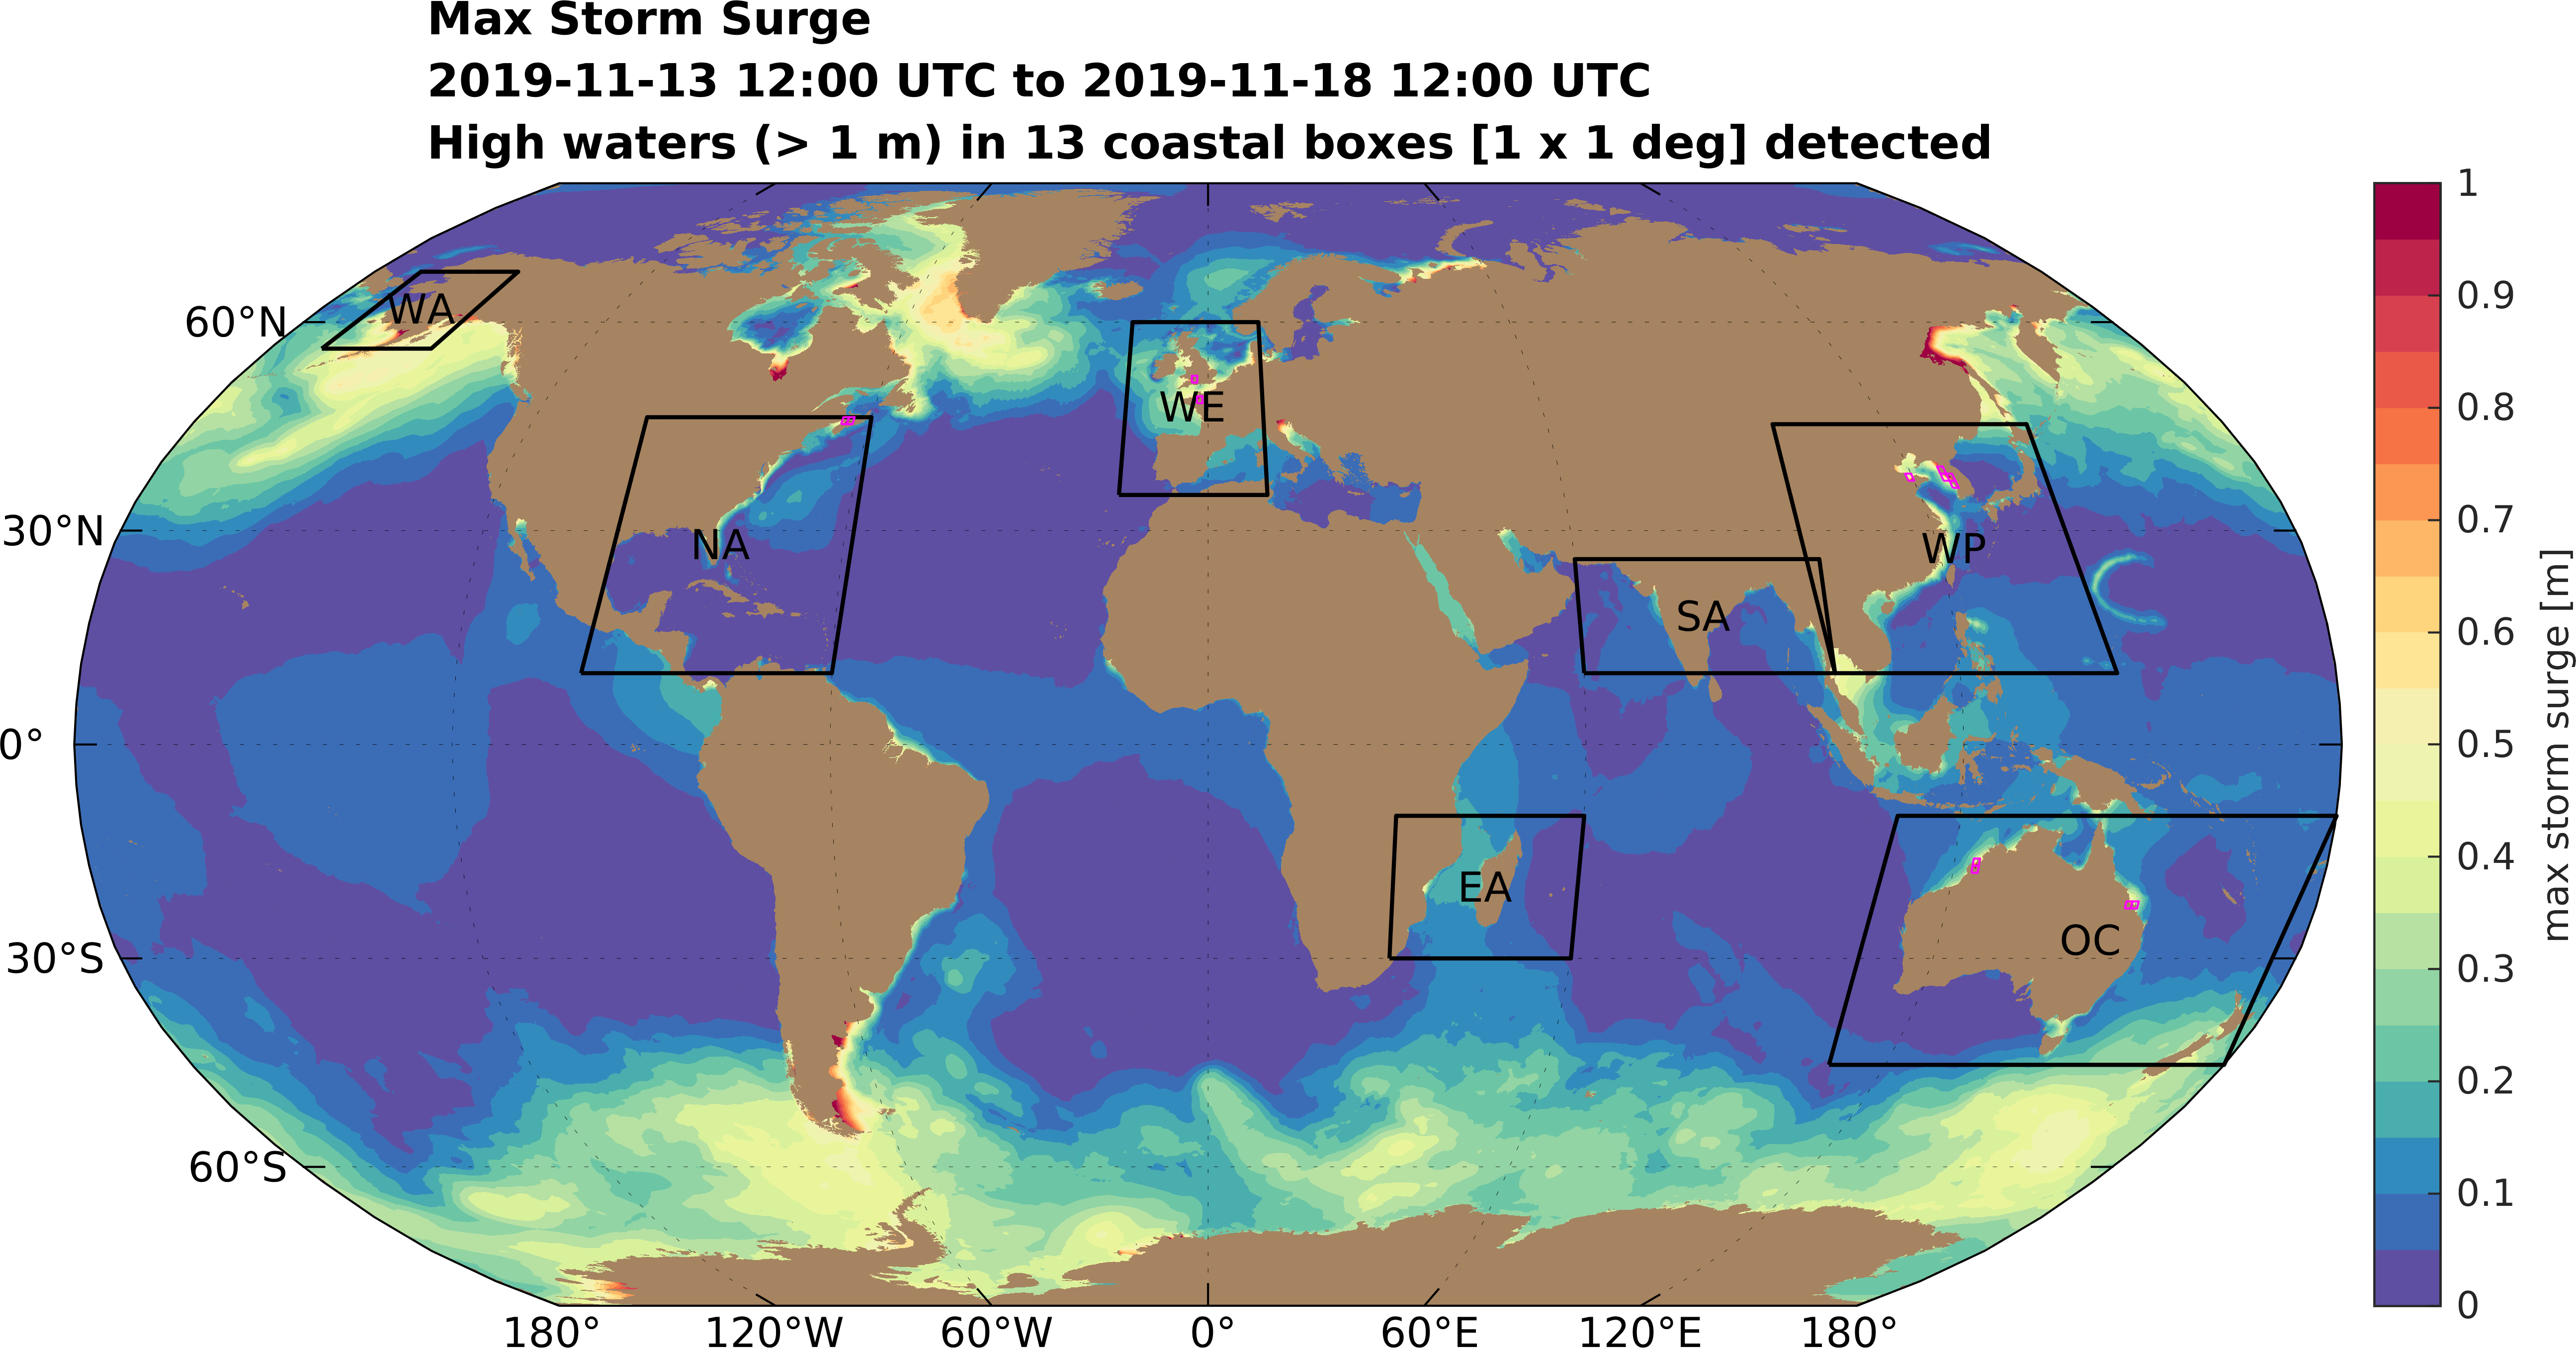 Max Storm Surge
2019-11-13 12:00 UTC to 2019-11-18 12:00 UTC
High waters (> 1 m) in 13 coastal boxes [1 x 1 deg] detected
60°N
30°N
0°
30°S
60°S
WA
NA
WE
SA
WP
EA
OC
180°
120°W
60°W
0°
60°E
120°E
180°
1
0.9
0.8
0.7
0.6
0.5
0.4
0.3
0.2
0.1
0
max storm surge [m]